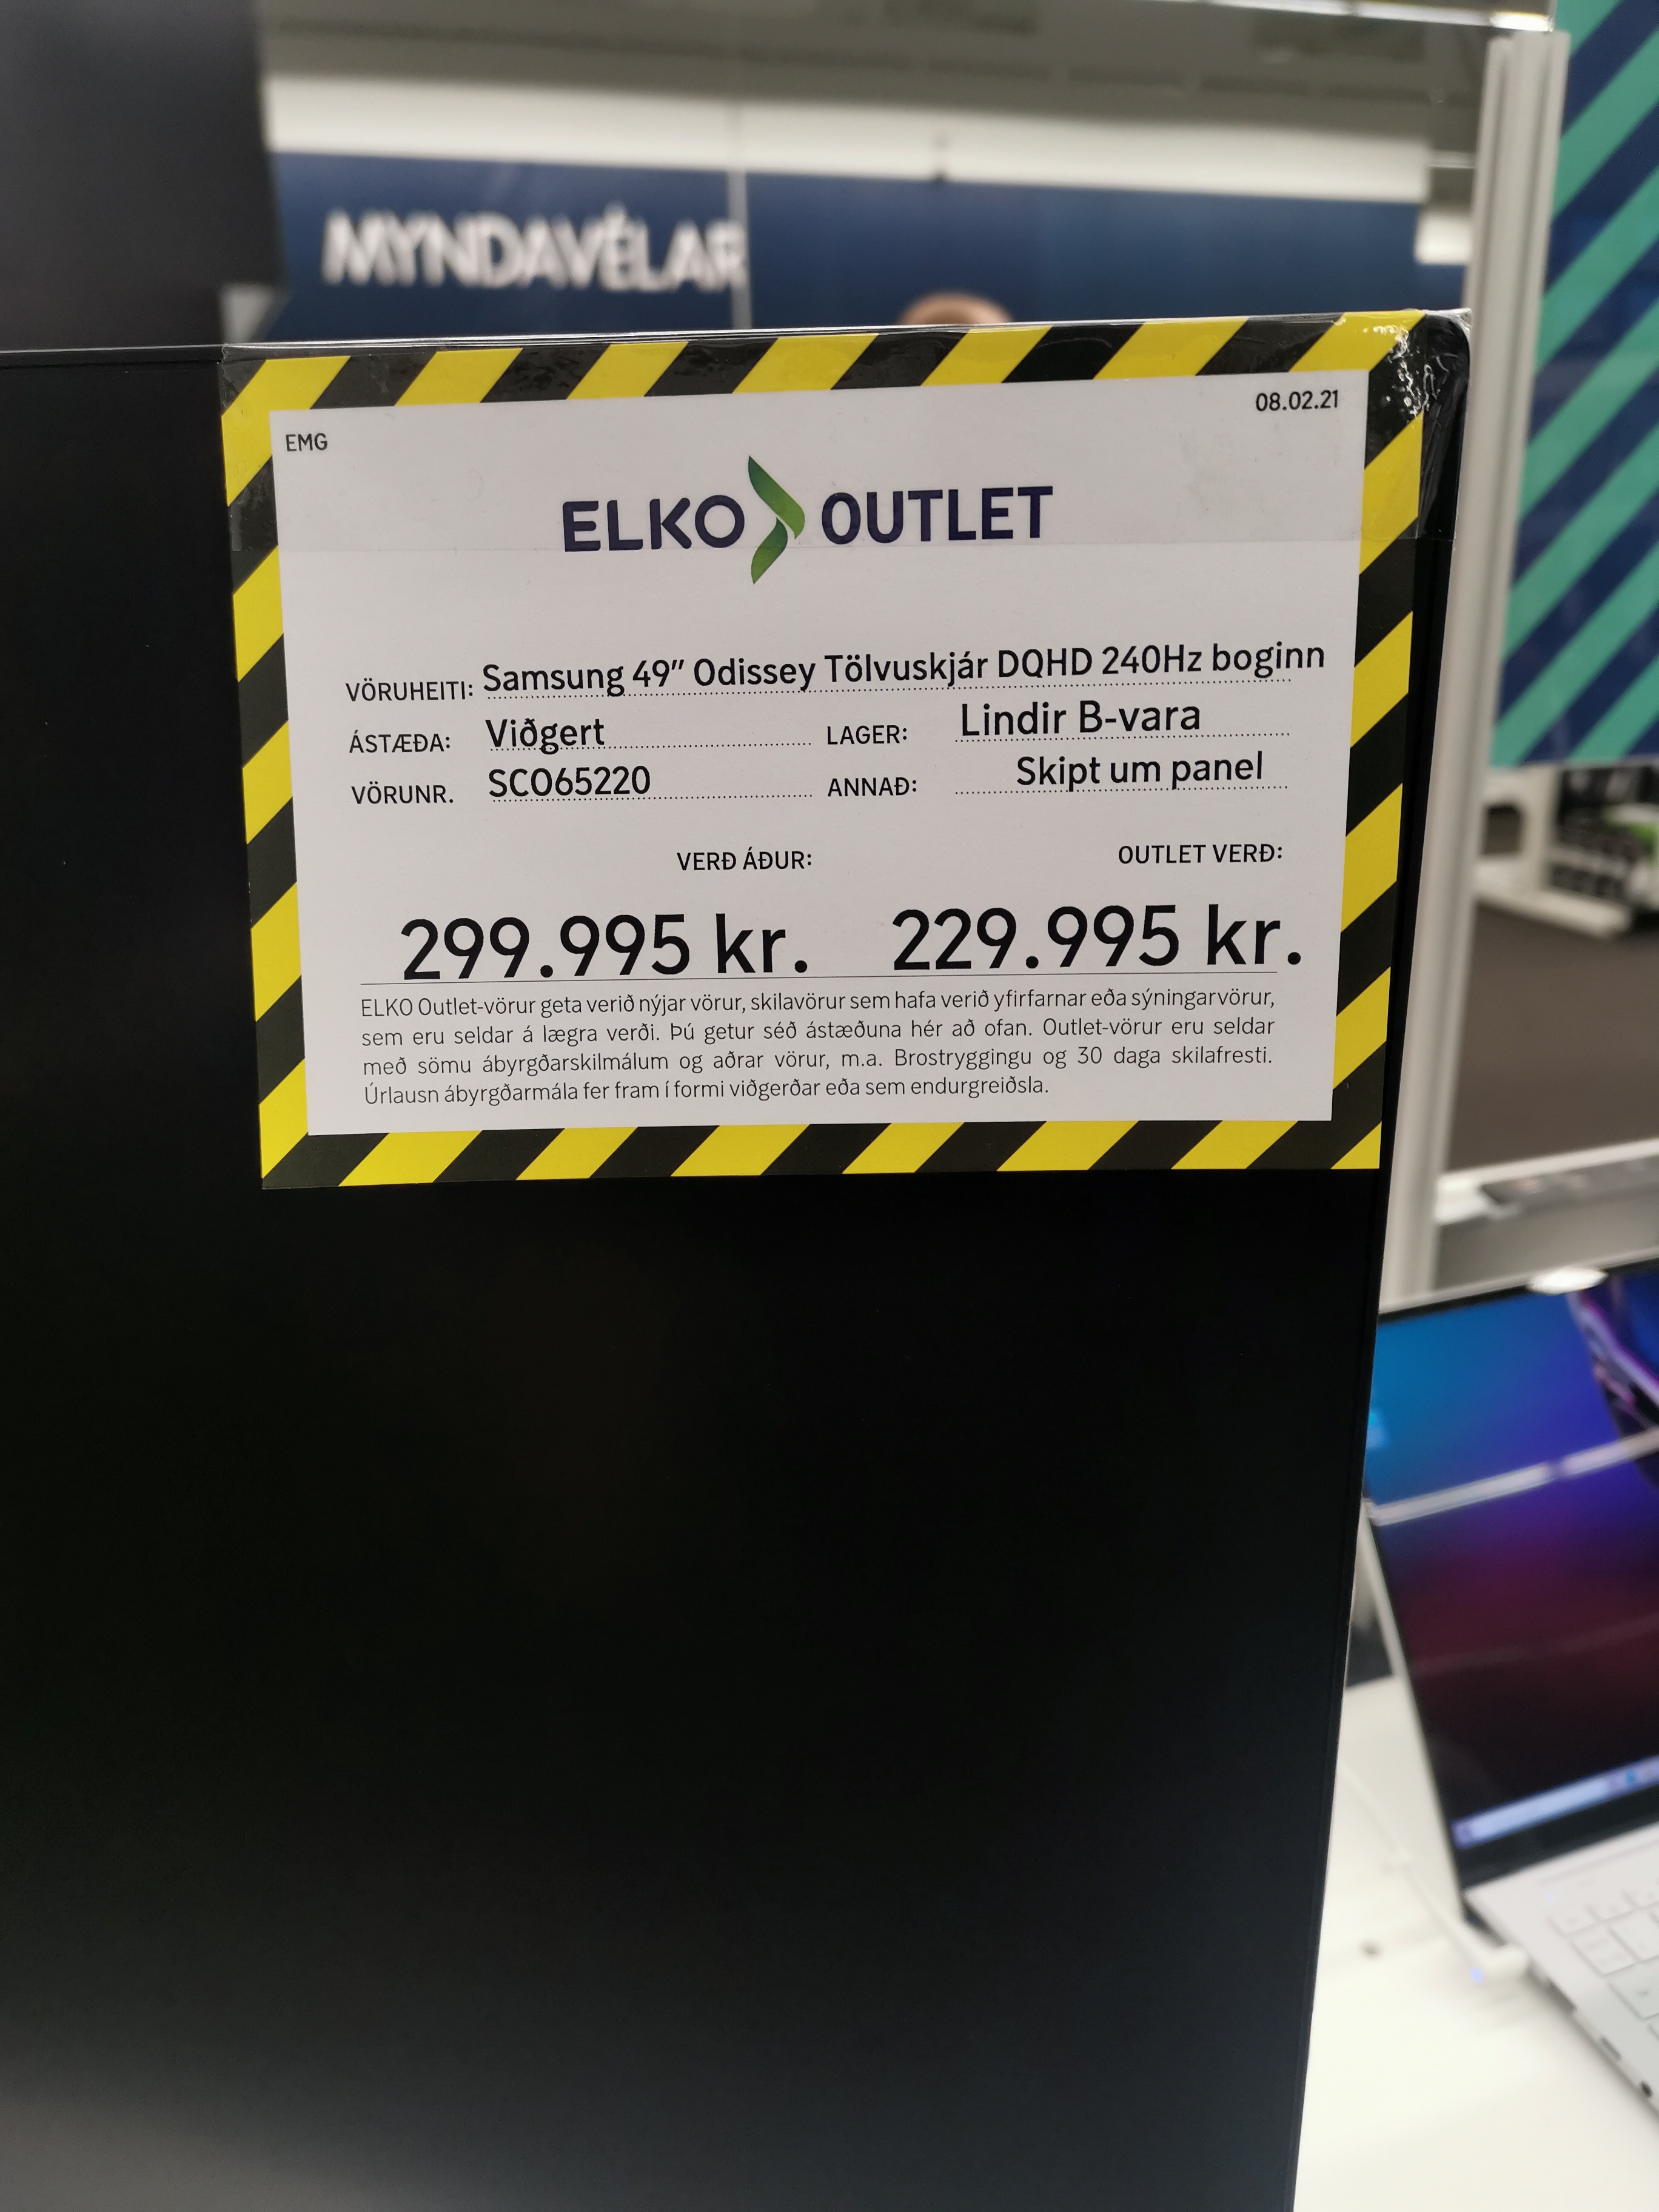 MYNDAVÉLAR
EMG
08.02.21
ELKO OUTLET
VÖRUHEITI: Samsung 49" Odissey Tölvuskjár DQHD 240Hz boginn
ÁSTÆÐA: Viðgert LAGER: Lindir B-vara
VÖRUNR. SCO65220 ANNAÐ: Skipt um panel
VERÐ ÁÐUR: OUTLET VERÐ:
299.995 kr. 229.995 kr.
ELKO Outlet-vörur geta verið nýjar vörur, skilavörur sem hafa verið yfirfarnar eða sýningarvörur,
sem eru seldar á lægra verði. Þú getur séð ástæðuna hér að ofan. Outlet-vörur eru seldar
með sömu ábyrgðarskilmálum og aðrar vörur, m.a. Brostryggingu og 30 daga skilafresti.
Úrlausn ábyrgðarmála fer fram í formi viðgerðar eða sem endurgreiðsla.